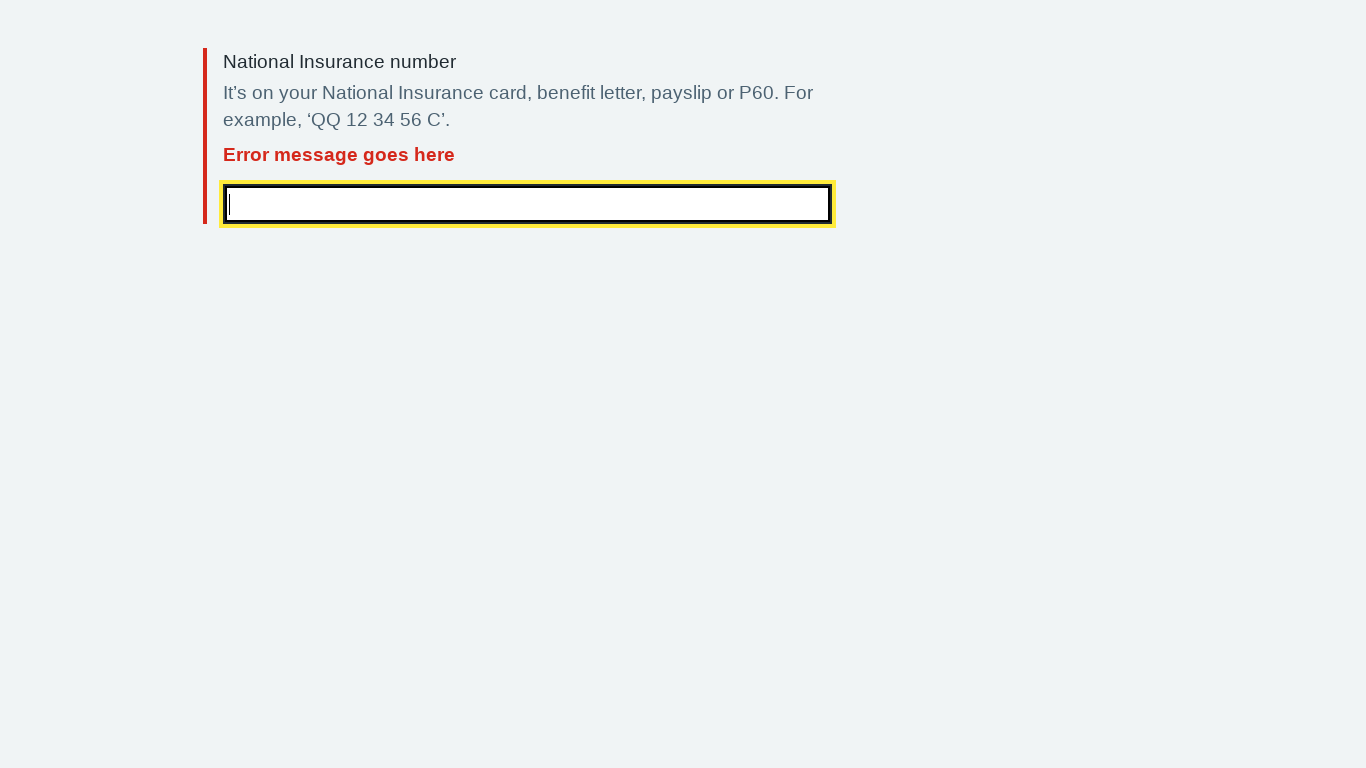 National Insurance number
It’s on your National Insurance card, benefit letter, payslip or P60. For
example, ‘QQ 12 34 56 C’.
Error message goes here